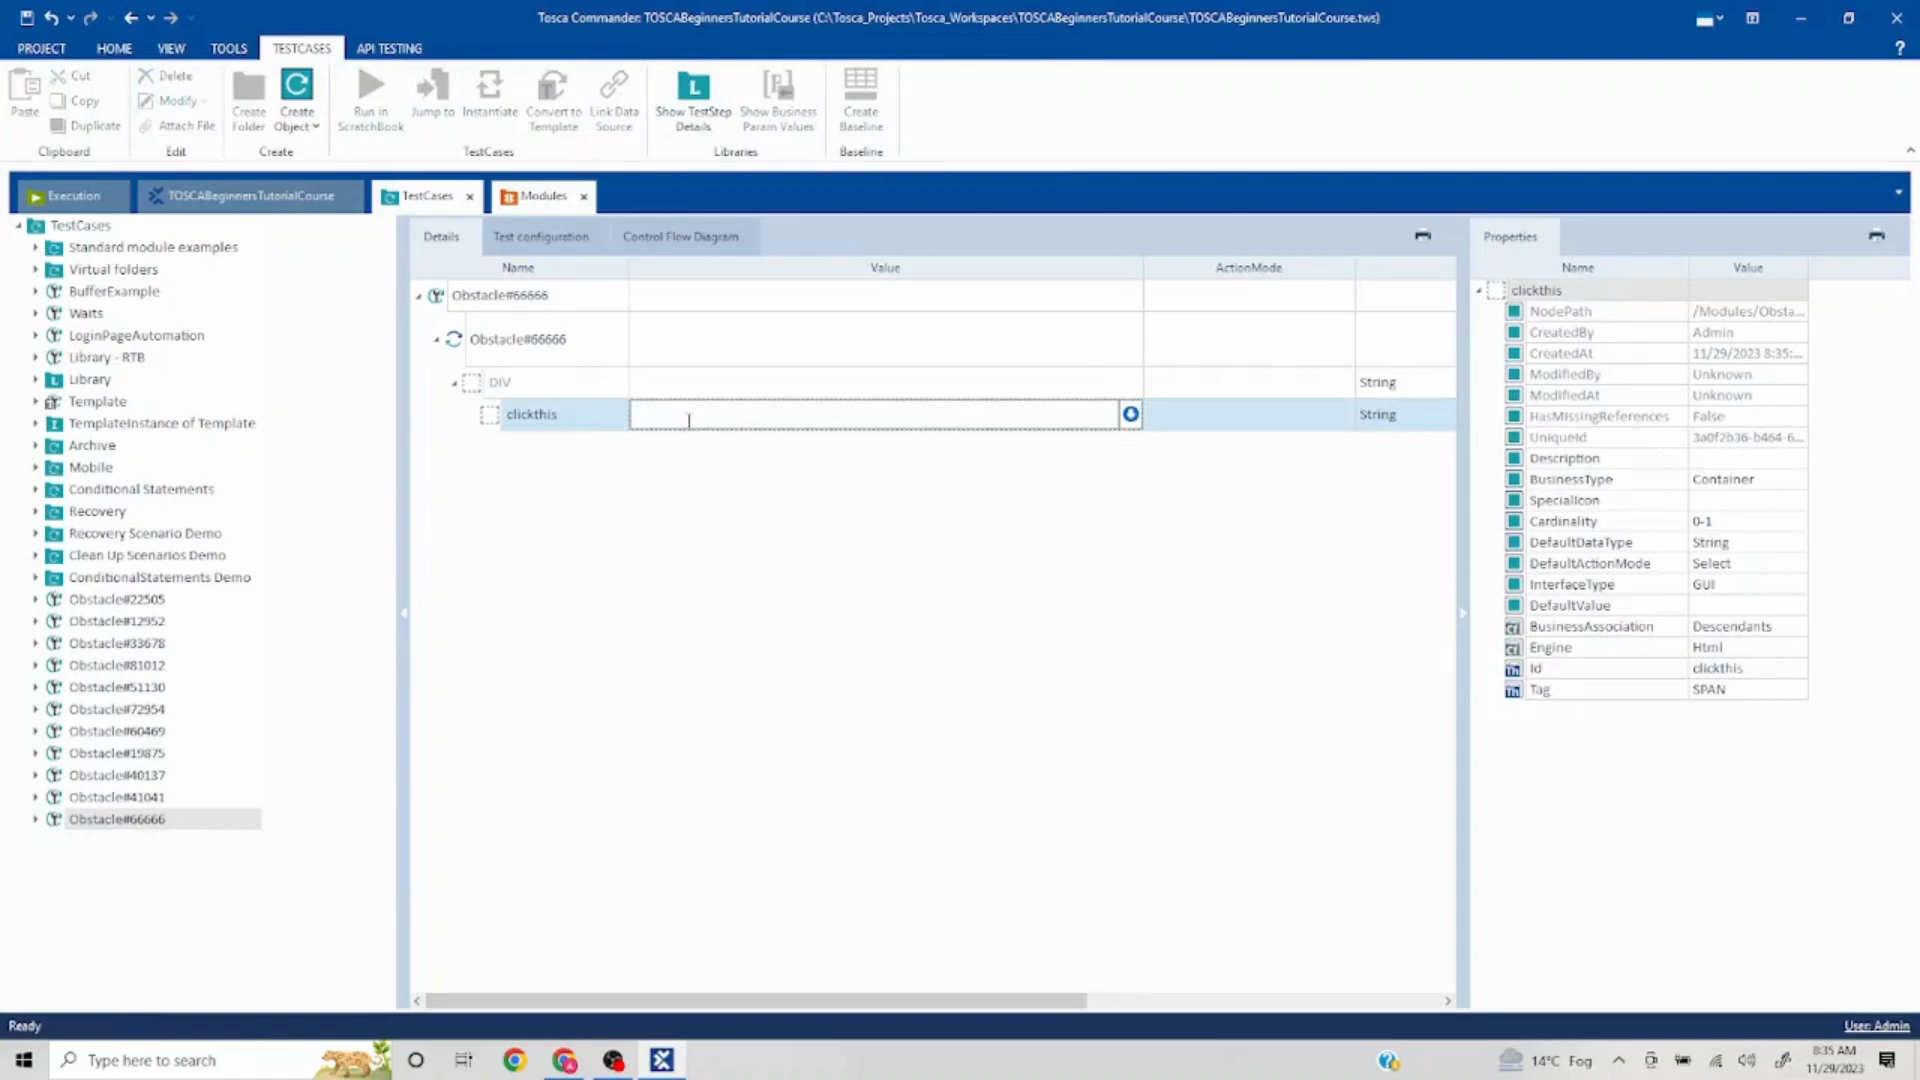 Tosca Commander: TOSCABeginnersTutorialCourse (C:\Tosca_Projects\Tosca_Workspaces\TOSCABeginnersTutorialCourse\TOSCABeginnersTutorialCourse.tws)
PROJECT HOME VIEW TOOLS TESTCASES API TESTING ?
Paste Cut Copy Duplicate Clipboard
Delete Modify Attach File Edit
Create Folder Create Object Create
Run in ScratchBook Jump to Instantiate Convert to Template Link Data Source TestCases
Show TestStep Details Show Business Param Values Libraries
Create Baseline Baseline
Execution TOSCABeginnersTutorialCourse TestCases Modules
TestCases
Standard module examples
Virtual folders
BufferExample
Waits
LoginPageAutomation
Library - RTB
Library
Template
TemplateInstance of Template
Archive
Mobile
Conditional Statements
Recovery
Recovery Scenario Demo
Clean Up Scenarios Demo
ConditionalStatements Demo
Obstacle#22505
Obstacle#12952
Obstacle#33678
Obstacle#81012
Obstacle#51130
Obstacle#72954
Obstacle#60469
Obstacle#19875
Obstacle#40137
Obstacle#41041
Obstacle#66666
Details Test configuration Control Flow Diagram
Name Value ActionMode
Obstacle#66666
Obstacle#66666
DIV String
clickthis String
Properties
Name Value
clickthis
NodePath /Modules/Obsta...
CreatedBy Admin
CreatedAt 11/29/2023 8:35:...
ModifiedBy Unknown
ModifiedAt Unknown
HasMissingReferences False
UniqueId 3a0f2b36-b464-6...
Description
BusinessType Container
SpecialIcon
Cardinality 0-1
DefaultDataType String
DefaultActionMode Select
InterfaceType GUI
DefaultValue
BusinessAssociation Descendants
Engine Html
Id clickthis
Tag SPAN
Ready User: Admin
Type here to search 14°C Fog 8:35 AM
11/29/2023